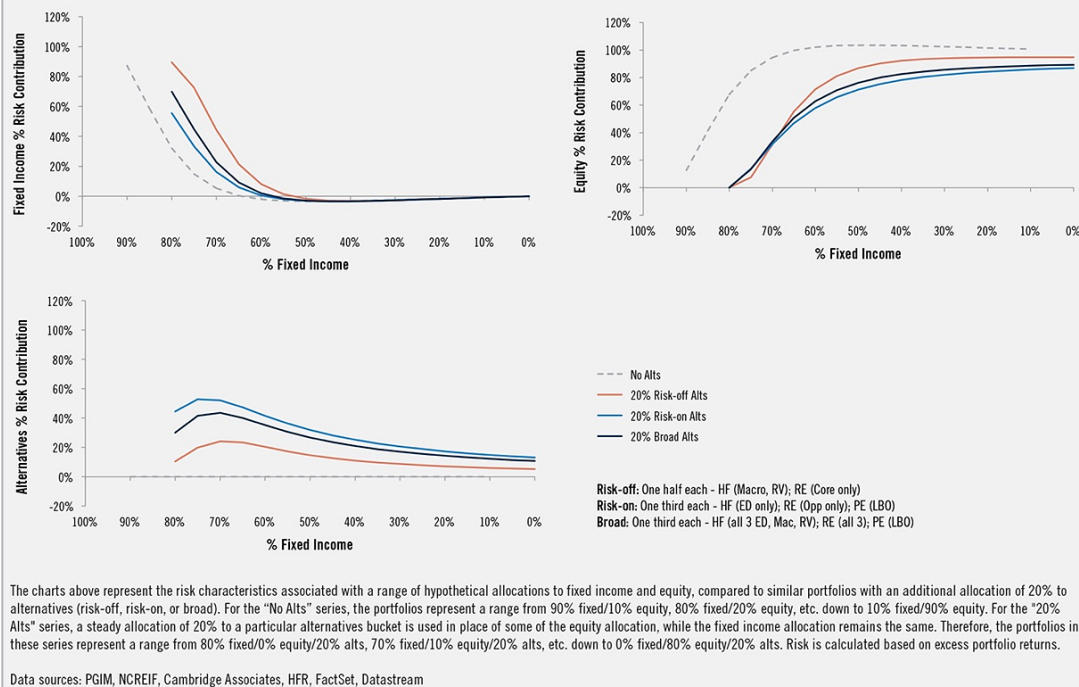 Fixed Income % Risk Contribution
120%
100%
80%
60%
40%
20%
0%
-20%
100% 90% 80% 70% 60% 50% 40% 30% 20% 10% 0%
% Fixed Income
Equity % Risk Contribution
120%
100%
80%
60%
40%
20%
0%
-20%
100% 90% 80% 70% 60% 50% 40% 30% 20% 10% 0%
% Fixed Income
Alternatives % Risk Contribution
120%
100%
80%
60%
40%
20%
0%
-20%
100% 90% 80% 70% 60% 50% 40% 30% 20% 10% 0%
% Fixed Income
No Alts
20% Risk-off Alts
20% Risk-on Alts
20% Broad Alts
Risk-off: One half each - HF (Macro, RV); RE (Core only)
Risk-on: One third each - HF (ED only); RE (Opp only); PE (LBO)
Broad: One third each - HF (all 3 ED, Mac, RV); RE (all 3); PE (LBO)
The charts above represent the risk characteristics associated with a range of hypothetical allocations to fixed income and equity, compared to similar portfolios with an additional allocation of 20% to
alternatives (risk-off, risk-on, or broad). For the “No Alts” series, the portfolios represent a range from 90% fixed/10% equity, 80% fixed/20% equity, etc. down to 10% fixed/90% equity. For the "20%
Alts" series, a steady allocation of 20% to a particular alternatives bucket is used in place of some of the equity allocation, while the fixed income allocation remains the same. Therefore, the portfolios in
these series represent a range from 80% fixed/0% equity/20% alts, 70% fixed/10% equity/20% alts, etc. down to 0% fixed/80% equity/20% alts. Risk is calculated based on excess portfolio returns.
Data sources: PGIM, NCREIF, Cambridge Associates, HFR, FactSet, Datastream